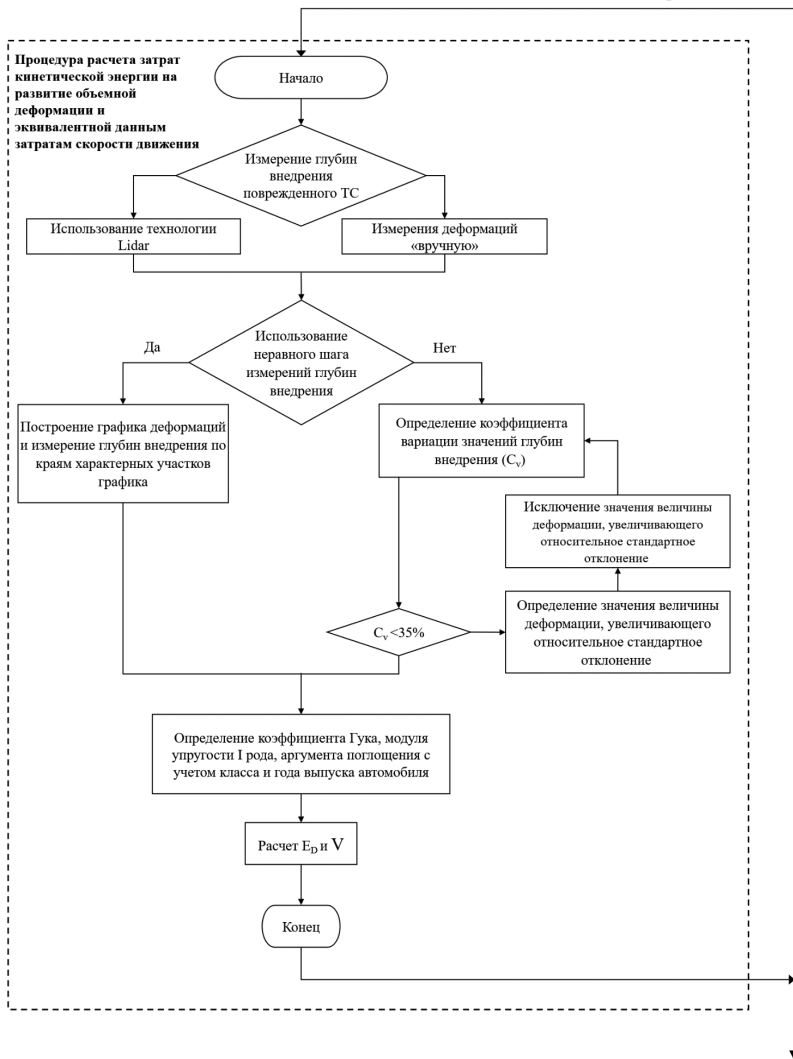 Процедура расчета затрат
кинетической энергии на
развитие объемной
деформации и
эквивалентной данным
затратам скорости движения
Начало
Измерение глубин
внедрения
поврежденного ТС
Использование технологии
Lidar
Измерения деформаций
«вручную»
Использование
неравного шага
измерений глубин
внедрения
Да
Нет
Построение графика деформаций
и измерение глубин внедрения по
краям характерных участков
графика
Определение коэффициента
вариации значений глубин
внедрения (Cv)
Исключение значения величины
деформации, увеличивающего
относительное стандартное
отклонение
Определение значения величины
деформации, увеличивающего
относительное стандартное
отклонение
Cv <35%
Определение коэффициента Гука, модуля
упругости I рода, аргумента поглощения с
учетом класса и года выпуска автомобиля
Расчет ED и V
Конец